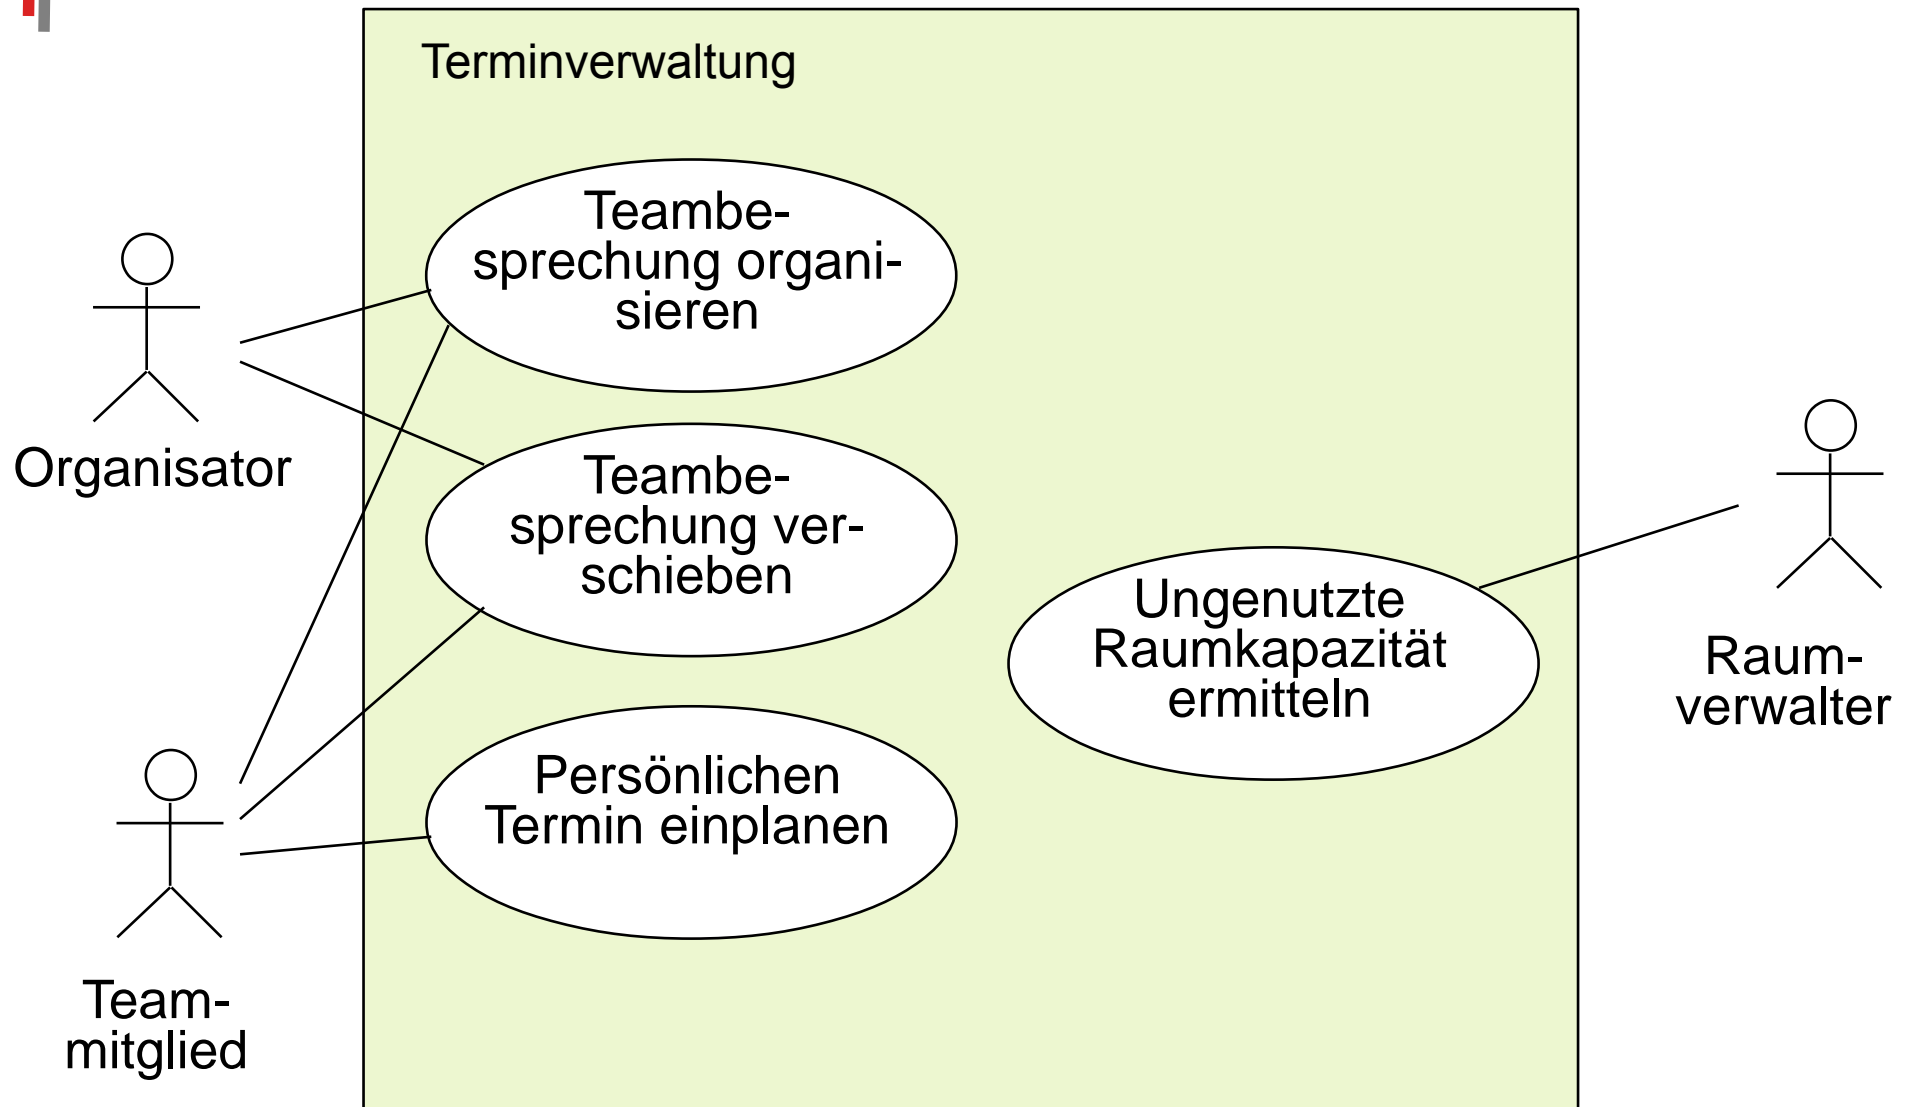 Terminverwaltung
Teambe-
sprechung organi-
sieren
Organisator
Teambe-
sprechung ver-
schieben
Ungenutzte
Raumkapazität
ermitteln
Raum-
verwalter
Persönlichen
Termin einplanen
Team-
mitglied